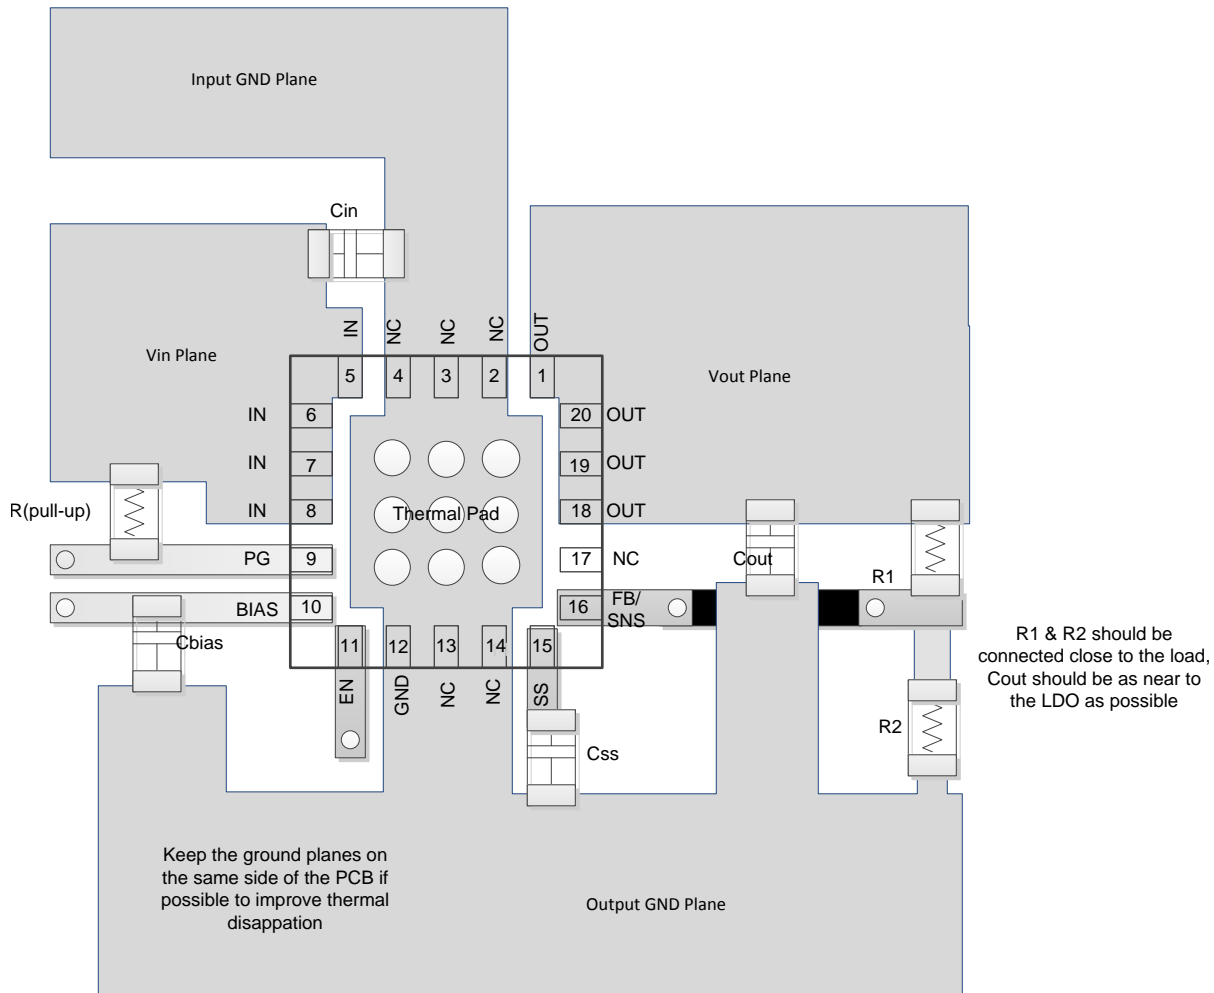 Input GND Plane
Cin
IN
NC
NC
NC
OUT
Vin Plane
Vout Plane
5
4
3
2
1
IN
6
20
OUT
IN
7
19
OUT
R(pull-up)
IN
8
Thermal Pad
18
OUT
PG
9
17
NC
Cout
R1
BIAS
10
16
FB/
SNS
Cbias
11
12
13
14
15
EN
GND
NC
NC
SS
R1 & R2 should be
connected close to the load,
Cout should be as near to
the LDO as possible
R2
Css
Keep the ground planes on
the same side of the PCB if
possible to improve thermal
disappation
Output GND Plane